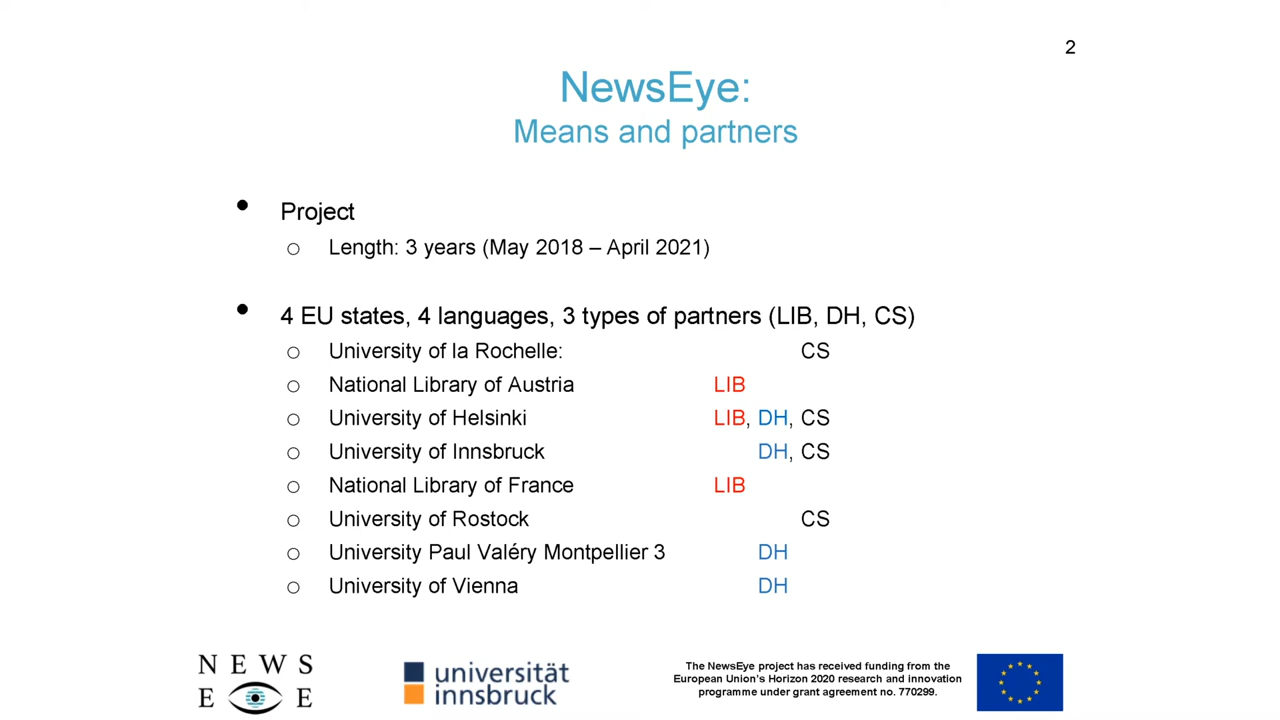 2
NewsEye:
Means and partners
• Project
o Length: 3 years (May 2018 – April 2021)
• 4 EU states, 4 languages, 3 types of partners (LIB, DH, CS)
o University of la Rochelle: CS
o National Library of Austria LIB
o University of Helsinki LIB, DH, CS
o University of Innsbruck DH, CS
o National Library of France LIB
o University of Rostock CS
o University Paul Valéry Montpellier 3 DH
o University of Vienna DH
NEWS
E E
universität
innsbruck
The NewsEye project has received funding from the
European Union's Horizon 2020 research and innovation
programme under grant agreement no. 770299.